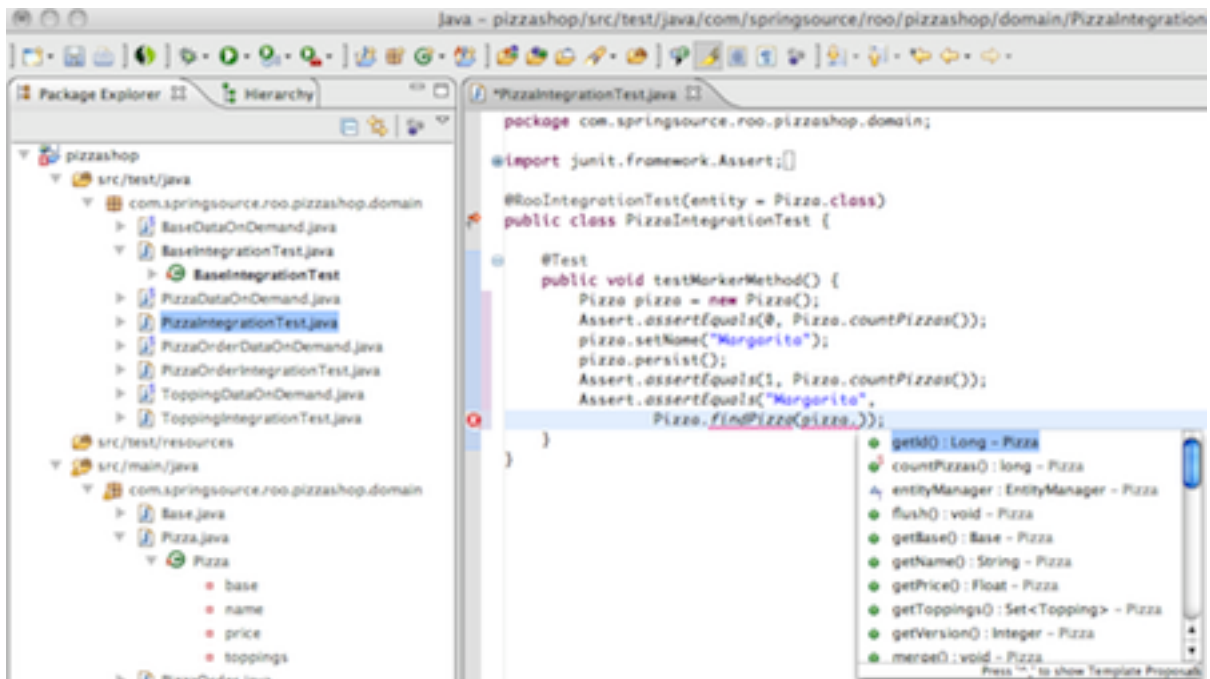 Java – pizzashop/src/test/java/com/springsource/roo/pizzashop/domain/PizzaIntegration
Package Explorer
Hierarchy
pizzashop
src/test/java
com.springsource.roo.pizzashop.domain
BaseDataOnDemand.java
BaseIntegrationTest.java
BaseIntegrationTest
PizzaDataOnDemand.java
PizzaIntegrationTest.java
PizzaOrderDataOnDemand.java
PizzaOrderIntegrationTest.java
ToppingDataOnDemand.java
ToppingIntegrationTest.java
src/test/resources
src/main/java
com.springsource.roo.pizzashop.domain
Base.java
Pizza.java
Pizza
base
name
price
toppings
PizzaOrder.java
*PizzaIntegrationTest.java
package com.springsource.roo.pizzashop.domain;
import junit.framework.Assert;
@RooIntegrationTest(entity = Pizza.class)
public class PizzaIntegrationTest {
@Test
public void testMarkerMethod() {
Pizza pizza = new Pizza();
Assert.assertEquals(0, Pizza.countPizzas());
pizza.setName("Margarita");
pizza.persist();
Assert.assertEquals(1, Pizza.countPizzas());
Assert.assertEquals("Margarita",
Pizza.findPizza(pizza.));
}
}
getId() : Long – Pizza
countPizzas() : long – Pizza
entityManager : EntityManager – Pizza
flush() : void – Pizza
getBase() : Base – Pizza
getName() : String – Pizza
getPrice() : Float – Pizza
getToppings() : Set<Topping> – Pizza
getVersion() : Integer – Pizza
merge() : void – Pizza
Press to show Template Proposals